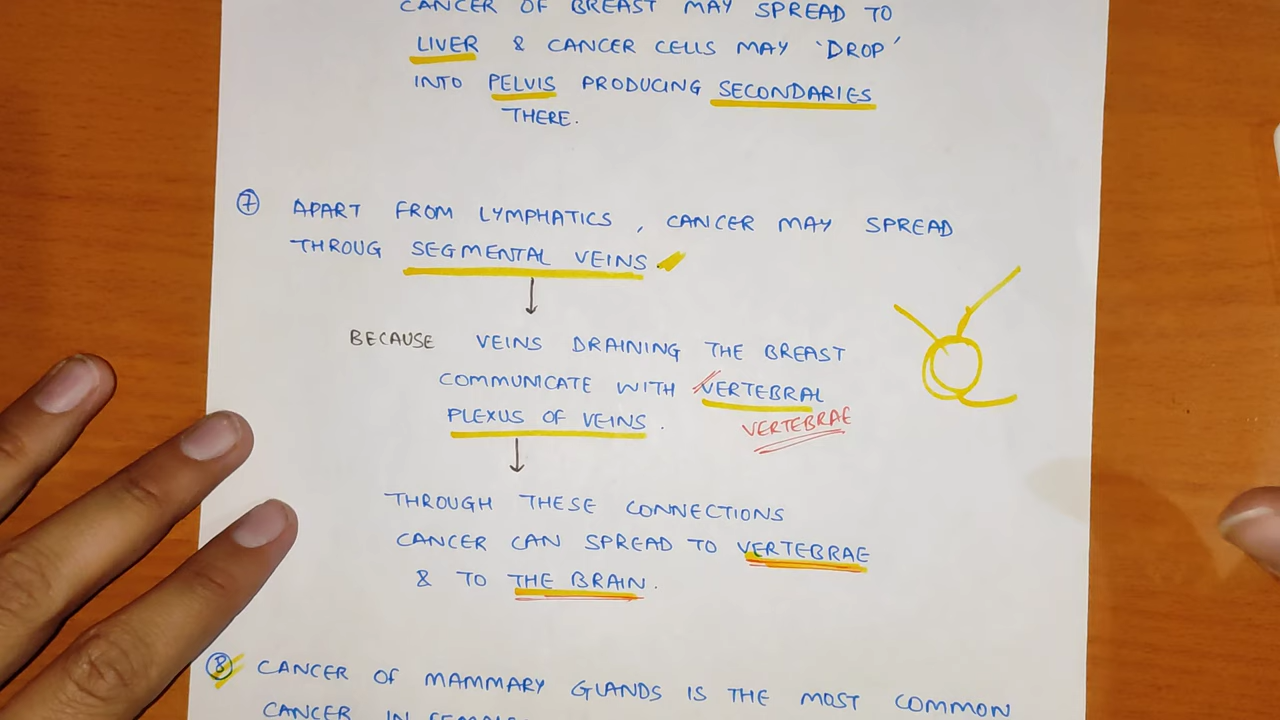 CANCER OF BREAST MAY SPREAD TO
LIVER & CANCER CELLS MAY 'DROP'
INTO PELVIS PRODUCING SECONDARIES
THERE.
⑦ APART FROM LYMPHATICS, CANCER MAY SPREAD
THROUG SEGMENTAL VEINS.
↓
BECAUSE VEINS DRAINING THE BREAST
COMMUNICATE WITH VERTEBRAL
PLEXUS OF VEINS.
VERTEBRAE
↓
THROUGH THESE CONNECTIONS
CANCER CAN SPREAD TO VERTEBRAE
& TO THE BRAIN.
⑧ CANCER OF MAMMARY GLANDS IS THE MOST COMMON
CANCER IN